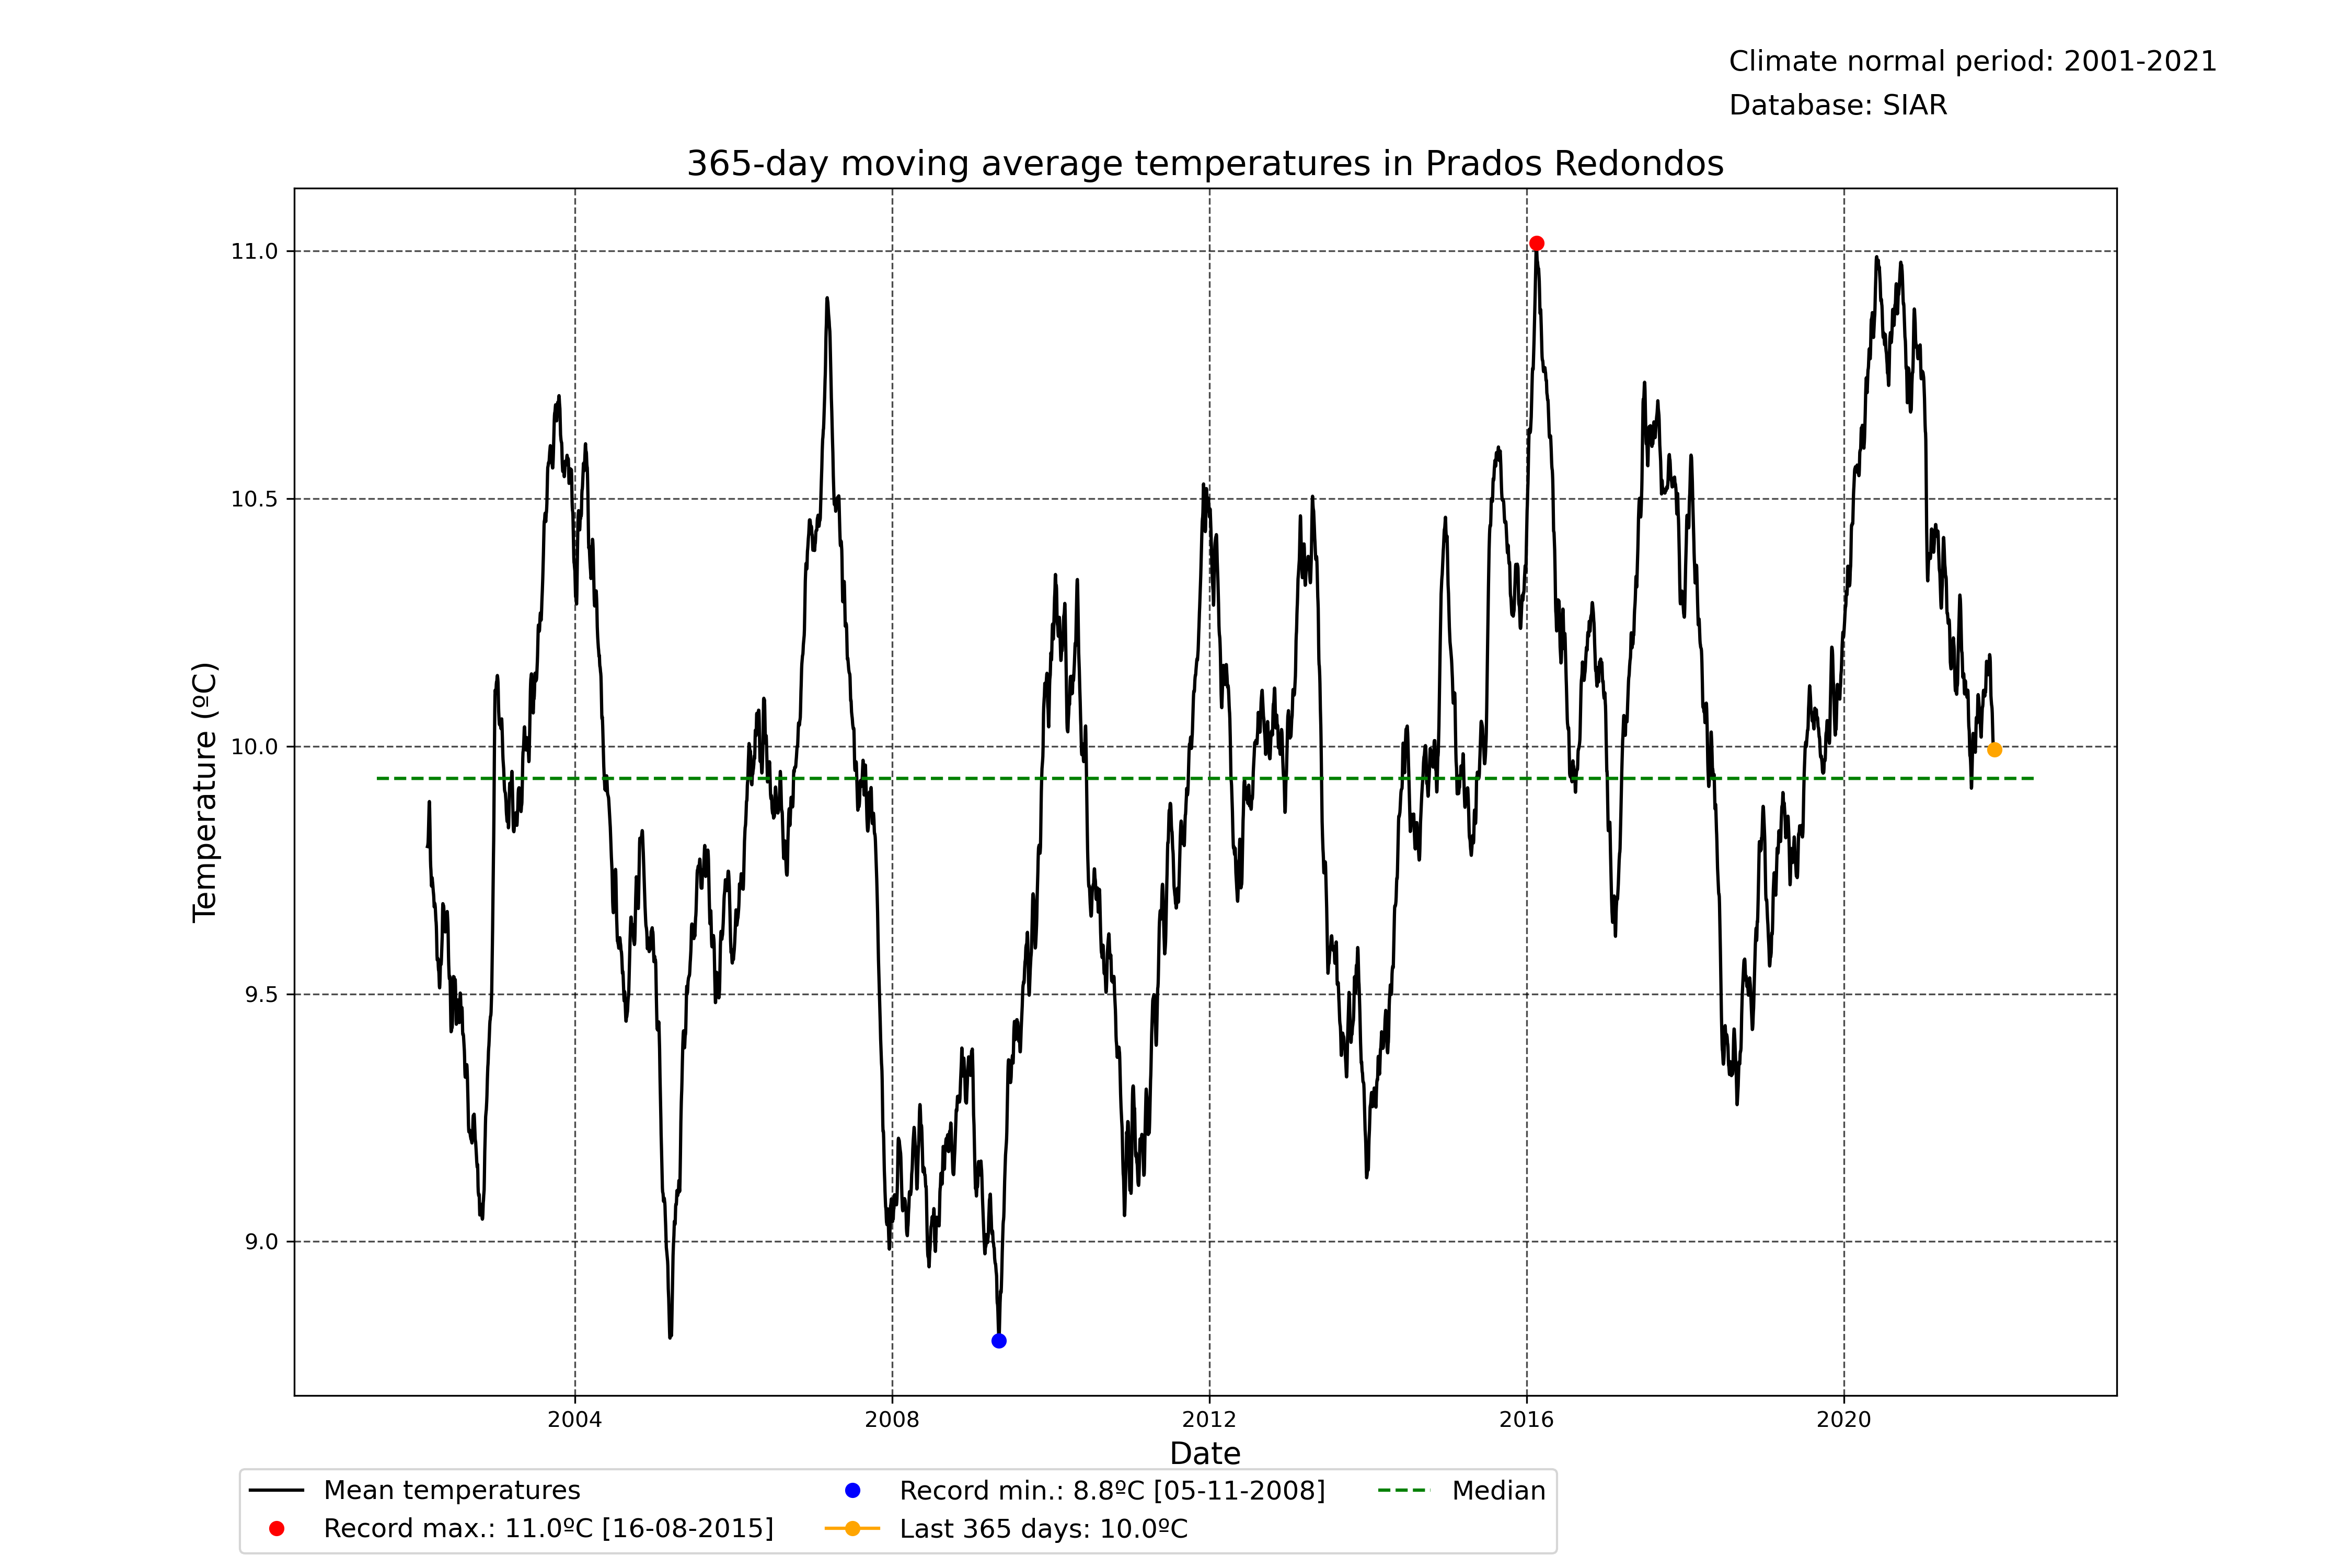 Climate normal period: 2001-2021
Database: SIAR
365-day moving average temperatures in Prados Redondos
11.0
10.5
10.0
9.5
9.0
Temperature (ºC)
2004
2008
2012
2016
2020
Date
Mean temperatures
Record max.: 11.0ºC [16-08-2015]
Record min.: 8.8ºC [05-11-2008]
Last 365 days: 10.0ºC
Median